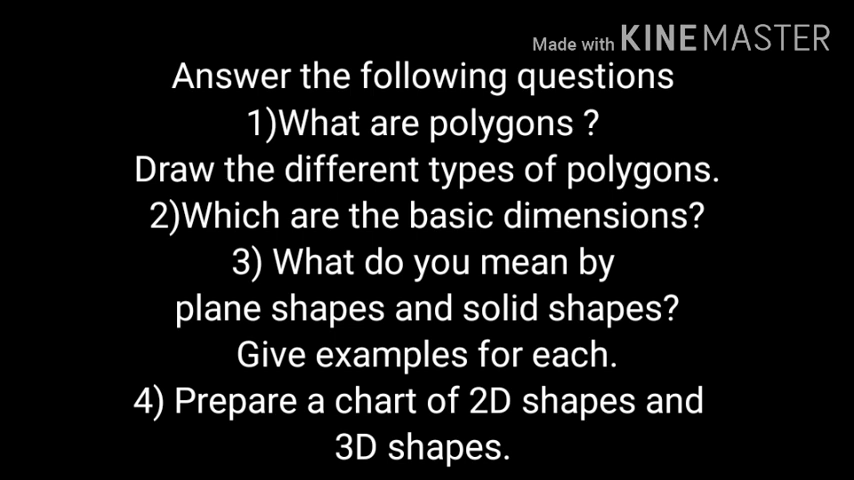 Made with KINEMASTER
Answer the following questions
1)What are polygons ?
Draw the different types of polygons.
2)Which are the basic dimensions?
3) What do you mean by
plane shapes and solid shapes?
Give examples for each.
4) Prepare a chart of 2D shapes and
3D shapes.